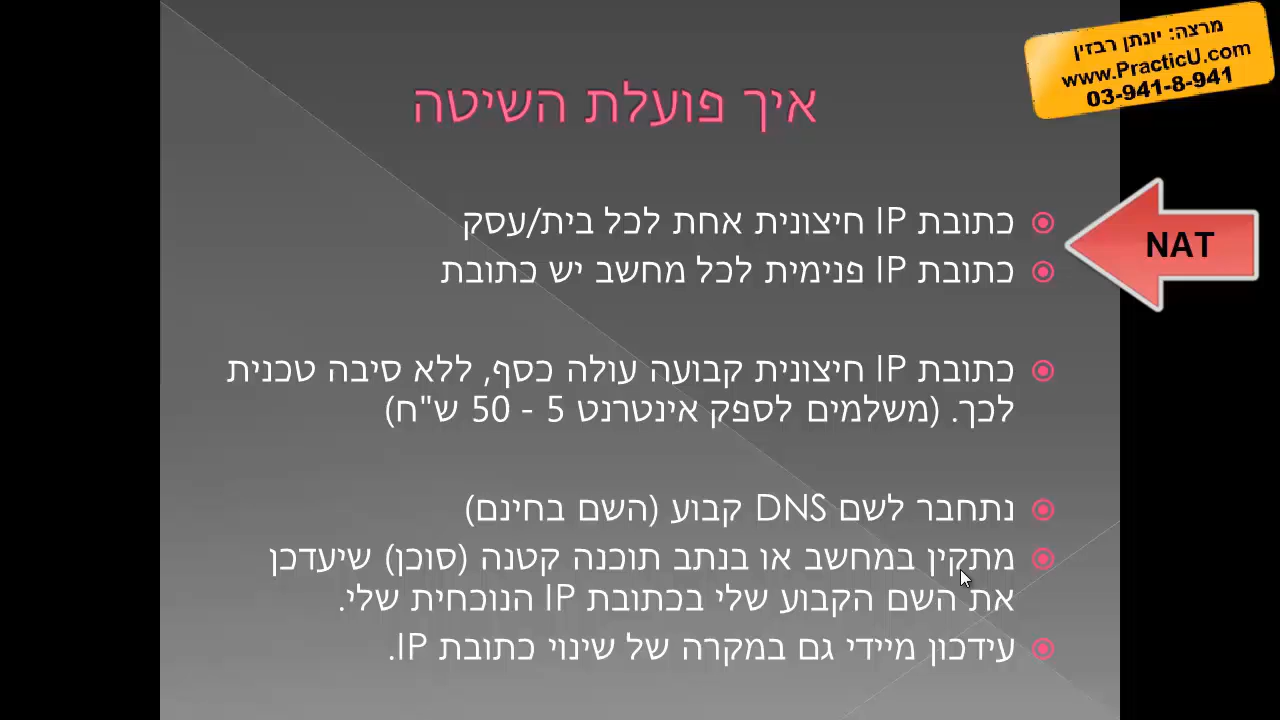 מרצה: יונתן רבזין
www.PracticU.com
03-941-8-941
איך פועלת השיטה
NAT
כתובת IP חיצונית אחת לכל בית/עסק
כתובת IP פנימית לכל מחשב יש כתובת
כתובת IP חיצונית קבועה עולה כסף, ללא סיבה טכנית
לכך. (משלמים לספק אינטרנט 5 - 50 ש"ח)
נתחבר לשם DNS קבוע (השם בחינם)
מתקין במחשב או בנתב תוכנה קטנה (סוכן) שיעדכן
את השם הקבוע שלי בכתובת IP הנוכחית שלי.
עידכון מיידי גם במקרה של שינוי כתובת IP.